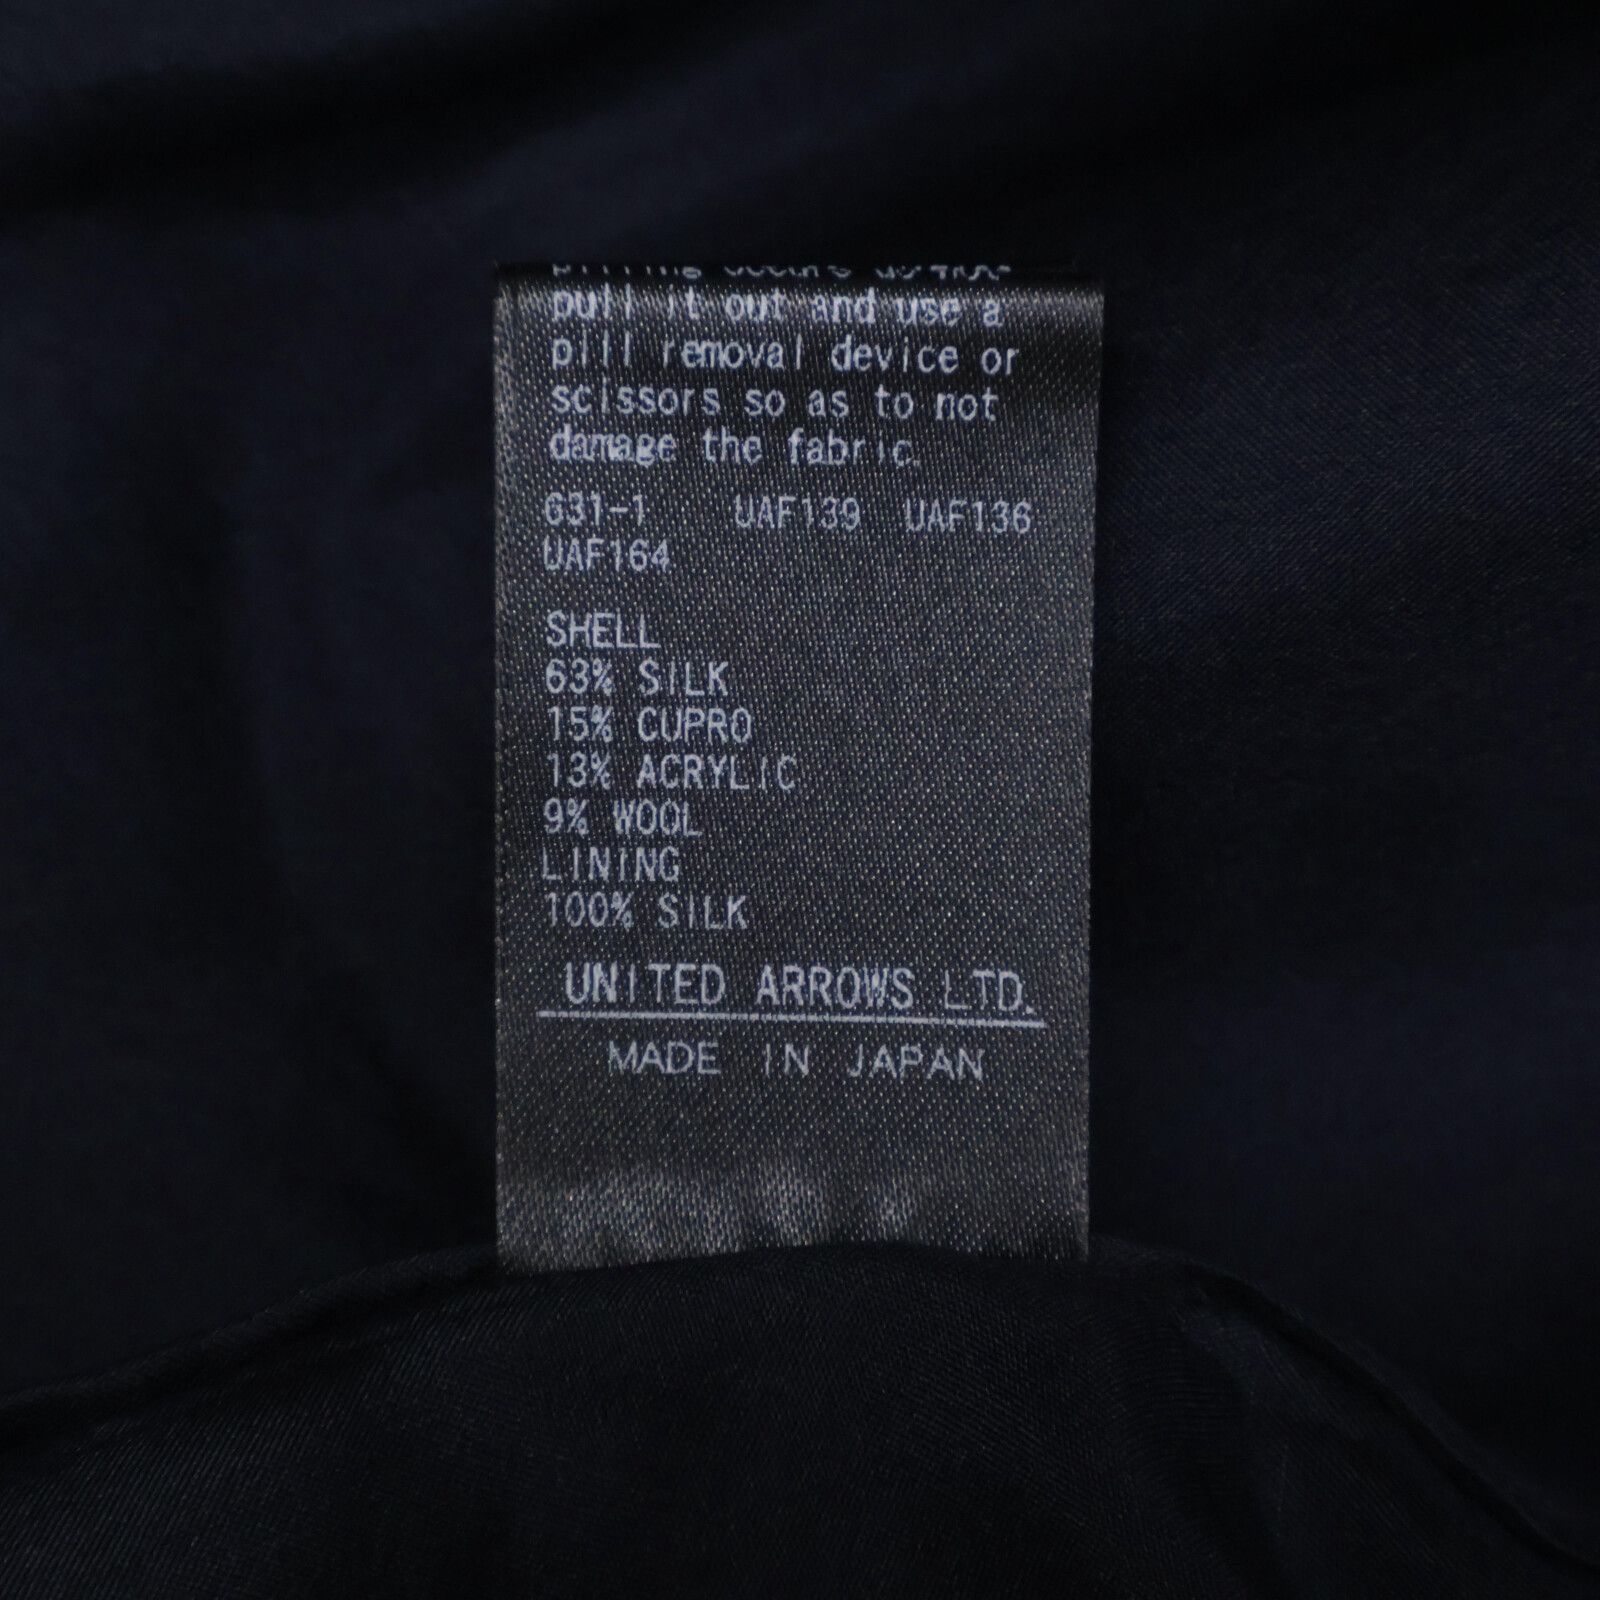 pull it out and use a
pill removal device or
scissors so as to not
damage the fabric.
G31-1 UAF139 UAF136
UAF164
SHELL
63% SILK
15% CUPRO
13% ACRYLIC
9% WOOL
LINING
100% SILK
UNITED ARROWS LTD.
MADE IN JAPAN